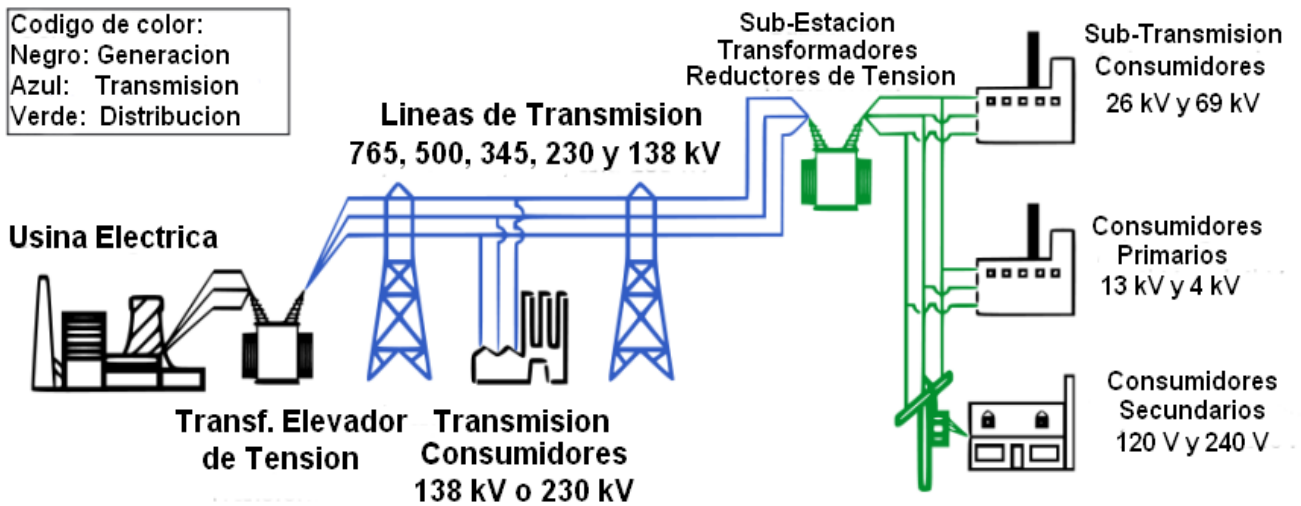 Codigo de color:
Negro: Generacion
Azul: Transmision
Verde: Distribucion
Sub-Estacion
Transformadores
Reductores de Tension
Sub-Transmision
Consumidores
26 kV y 69 kV
Lineas de Transmision
765, 500, 345, 230 y 138 kV
Usina Electrica
Consumidores
Primarios
13 kV y 4 kV
Transf. Elevador
de Tension
Transmision
Consumidores
138 kV o 230 kV
Consumidores
Secundarios
120 V y 240 V